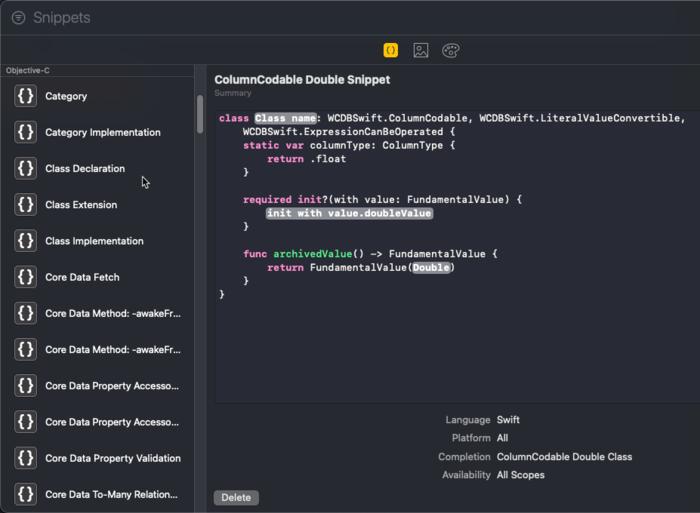 Snippets
Objective-C
Category
Category Implementation
Class Declaration
Class Extension
Class Implementation
Core Data Fetch
Core Data Method: -awakeFr...
Core Data Method: -awakeFr...
Core Data Property Accesso...
Core Data Property Accesso...
Core Data Property Validation
Core Data To-Many Relation...
ColumnCodable Double Snippet
Summary
class Class name: WCDBSwift.ColumnCodable, WCDBSwift.LiteralValueConvertible,
WCDBSwift.ExpressionCanBeOperated {
static var columnType: ColumnType {
return .float
}
required init?(with value: FundamentalValue) {
init with value.doubleValue
}
func archivedValue() -> FundamentalValue {
return FundamentalValue(Double)
}
}
Language Swift
Platform All
Completion ColumnCodable Double Class
Availability All Scopes
Delete